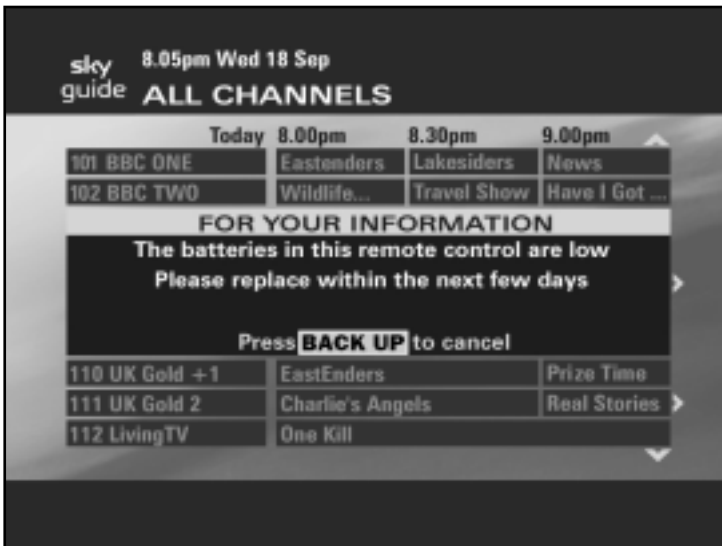 sky
guide
8.05pm Wed 18 Sep
ALL CHANNELS
Today 8.00pm 8.30pm 9.00pm
101 BBC ONE Eastenders Lakesiders News
102 BBC TWO Wildlife... Travel Show Have I Got ...
FOR YOUR INFORMATION
The batteries in this remote control are low
Please replace within the next few days
Press BACK UP to cancel
110 UK Gold +1 EastEnders Prize Time
111 UK Gold 2 Charlie's Angels Real Stories
112 LivingTV One Kill